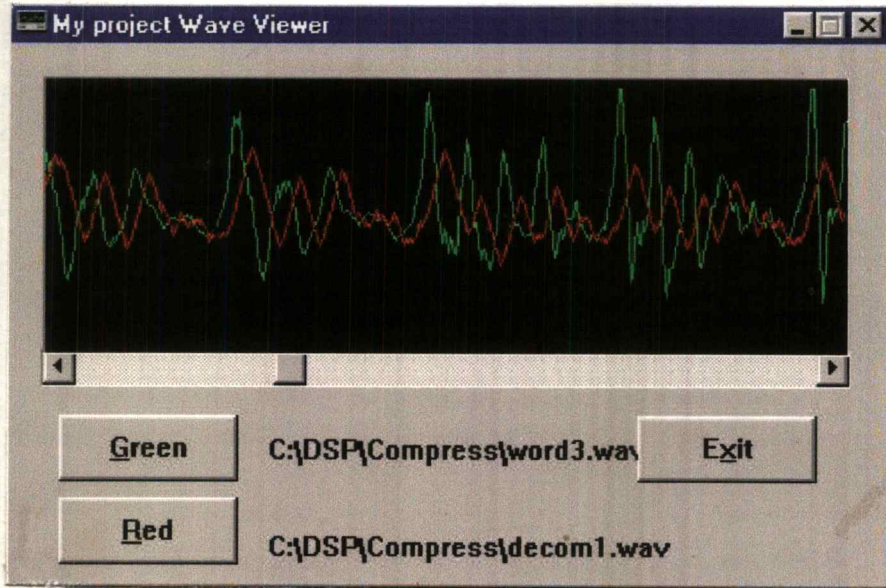 My project Wave Viewer
Green
C:\DSP\Compress\word3.wav
Exit
Red
C:\DSP\Compress\decom1.wav